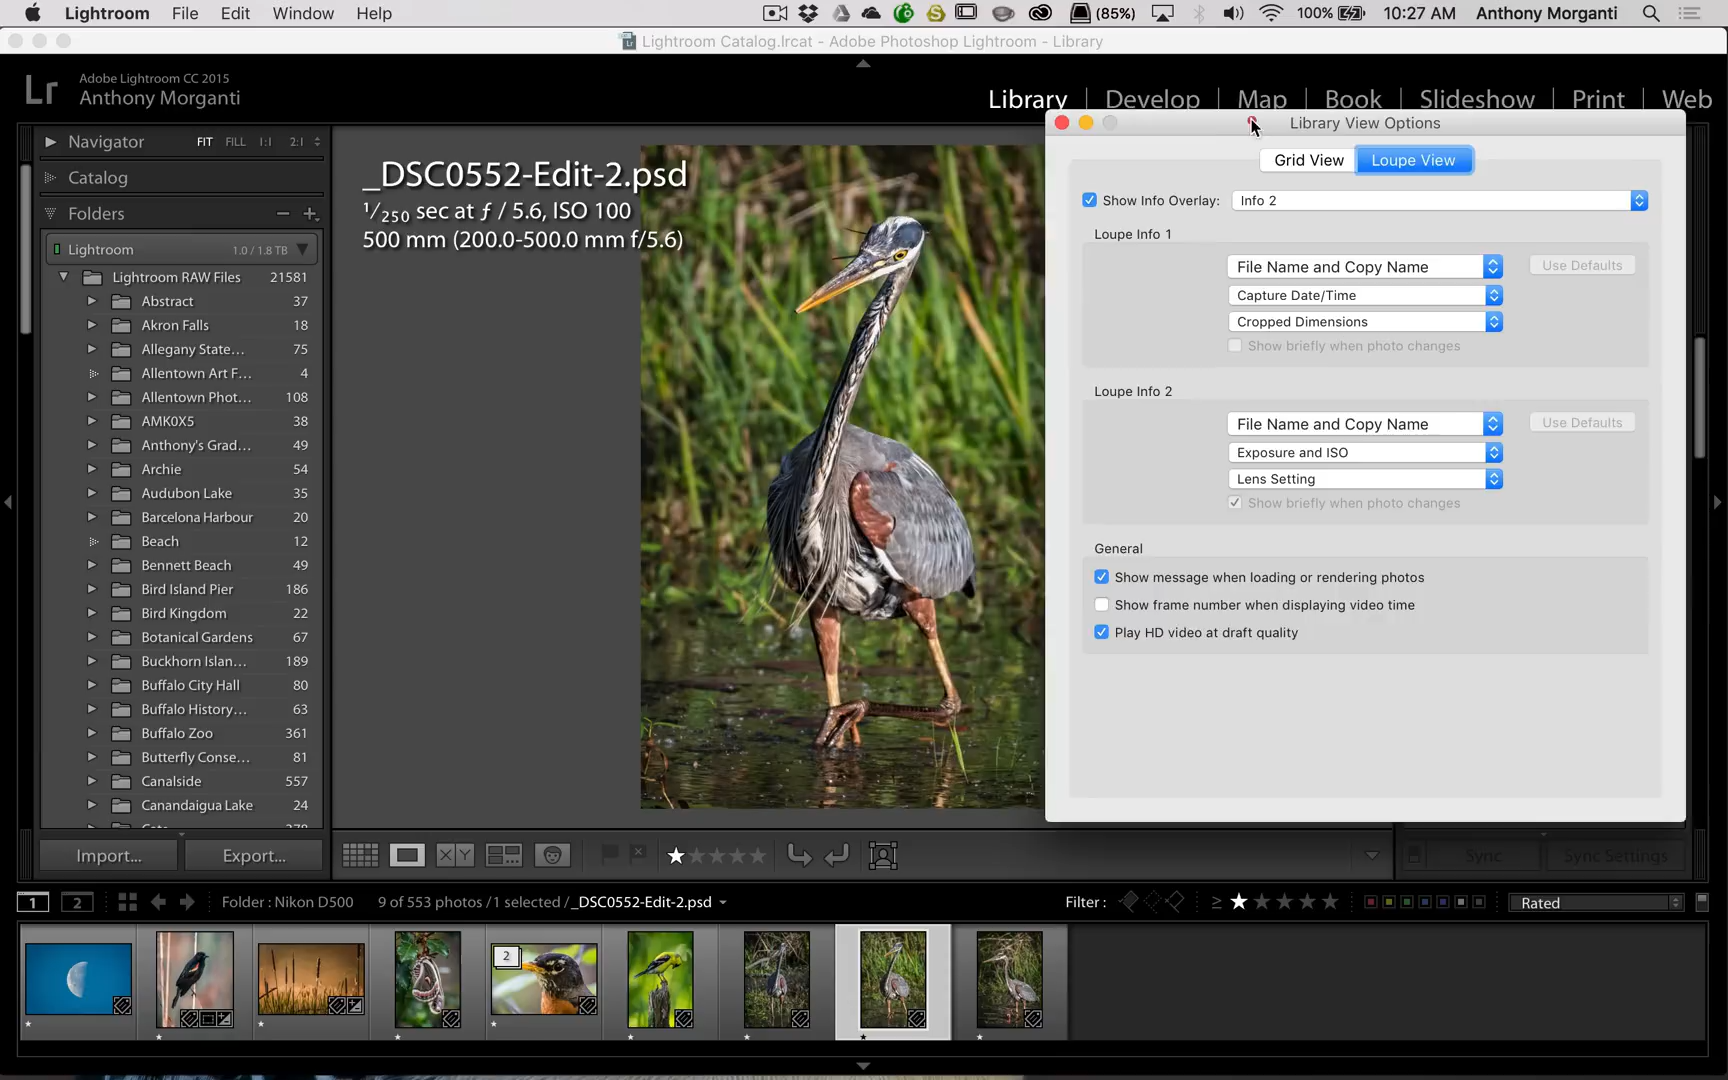 Lightroom File Edit Window Help (85%) 100% 10:27 AM Anthony Morganti
Lightroom Catalog.lrcat - Adobe Photoshop Lightroom - Library
Lr Adobe Lightroom CC 2015
Anthony Morganti
Library | Develop | Map | Book | Slideshow | Print | Web
Navigator FIT FILL 1:1 2:1
Catalog
Folders
Lightroom 1.0 / 1.8 TB
Lightroom RAW Files 21581
Abstract 37
Akron Falls 18
Allegany State... 75
Allentown Art F... 4
Allentown Phot... 108
AMK0X5 38
Anthony's Grad... 49
Archie 54
Audubon Lake 35
Barcelona Harbour 20
Beach 12
Bennett Beach 49
Bird Island Pier 186
Bird Kingdom 22
Botanical Gardens 67
Buckhorn Islan... 189
Buffalo City Hall 80
Buffalo History... 63
Buffalo Zoo 361
Butterfly Conse... 81
Canalside 557
Canandaigua Lake 24
Import... Export...
_DSC0552-Edit-2.psd
1/250 sec at ƒ / 5.6, ISO 100
500 mm (200.0-500.0 mm f/5.6)
Library View Options
Grid View Loupe View
Show Info Overlay: Info 2
Loupe Info 1
File Name and Copy Name Use Defaults
Capture Date/Time
Cropped Dimensions
Show briefly when photo changes
Loupe Info 2
File Name and Copy Name Use Defaults
Exposure and ISO
Lens Setting
Show briefly when photo changes
General
Show message when loading or rendering photos
Show frame number when displaying video time
Play HD video at draft quality
X Y
Sync Sync Settings
1 2 Folder : Nikon D500 9 of 553 photos / 1 selected / _DSC0552-Edit-2.psd Filter : ≥ Rated
2